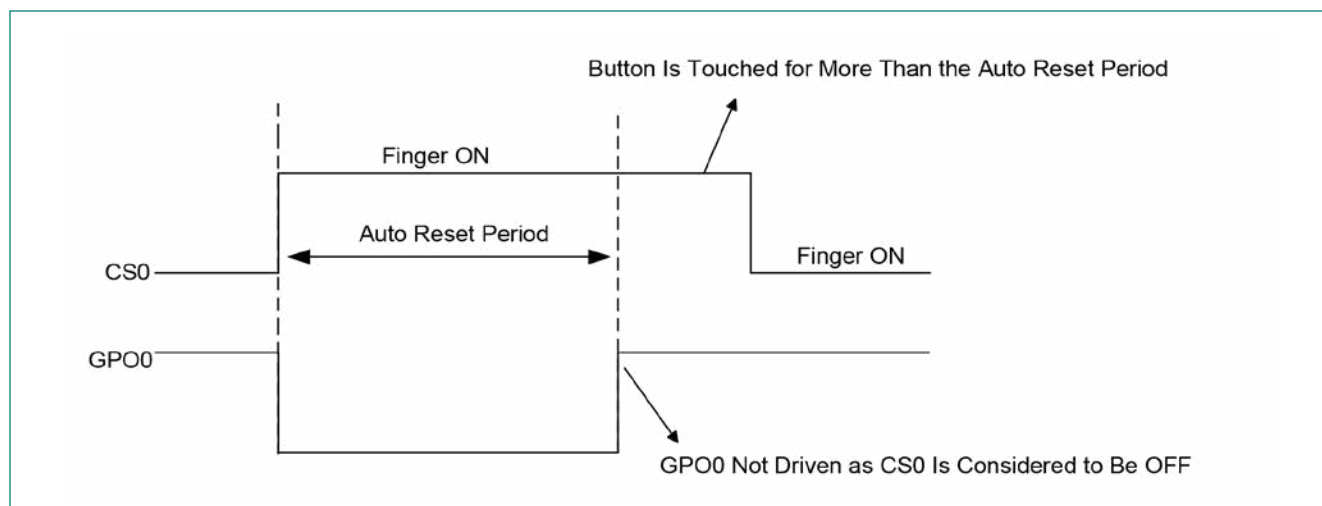 Button Is Touched for More Than the Auto Reset Period
Finger ON
Auto Reset Period
CS0
Finger ON
GPO0
GPO0 Not Driven as CS0 Is Considered to Be OFF